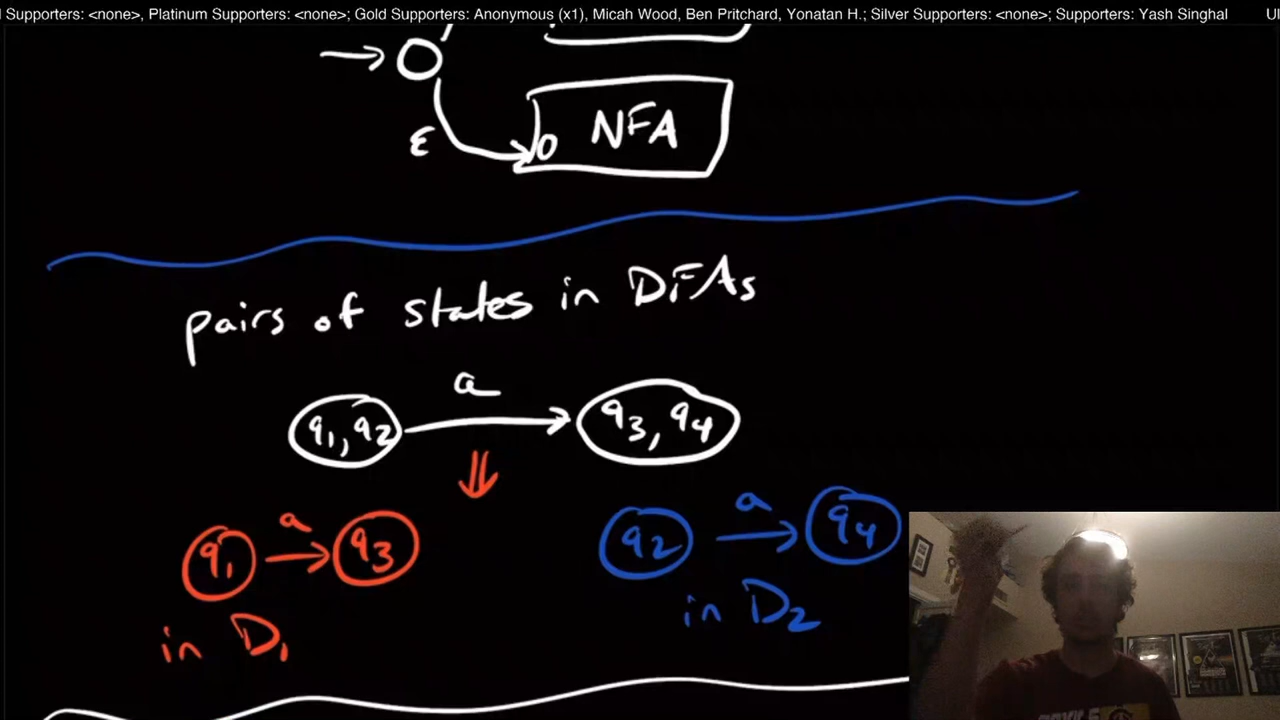 l Supporters: <none>, Platinum Supporters: <none>; Gold Supporters: Anonymous (x1), Micah Wood, Ben Pritchard, Yonatan H.; Silver Supporters: <none>; Supporters: Yash Singhal Ul
ε NFA
pairs of states in DFAs
a
q₁, q₂ q₃, q₄
⇓
q₁ a q₃ q₂ a q₄
in D₁ in D₂